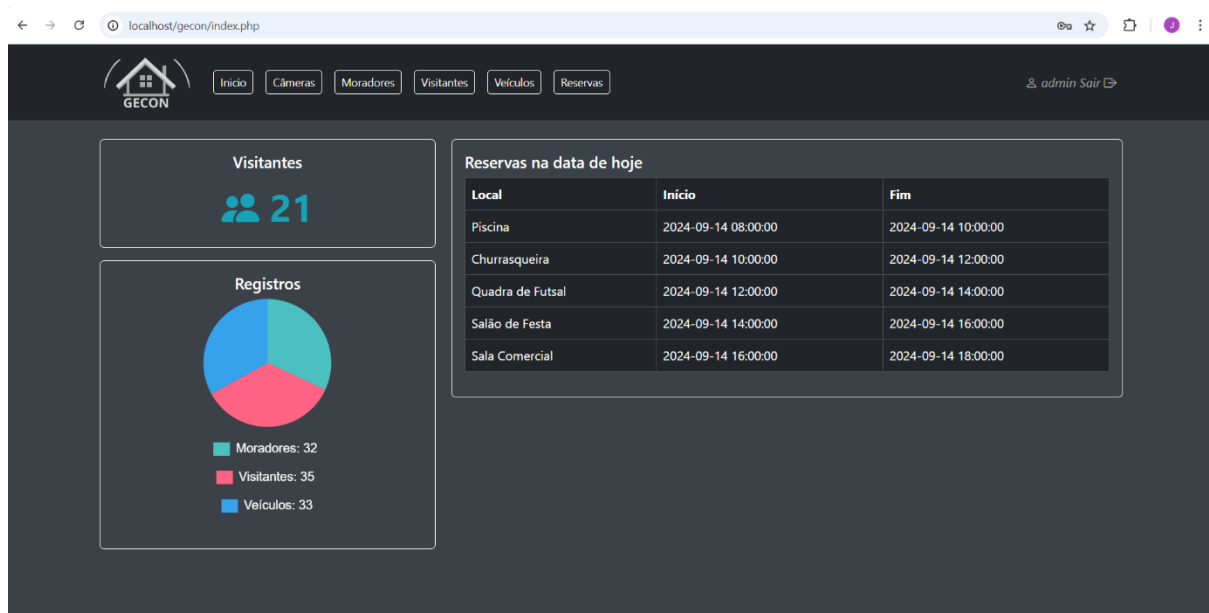 localhost/gecon/index.php
J
GECON
Inicio Câmeras Moradores Visitantes Veículos Reservas
admin Sair
Visitantes
21
Registros
Moradores: 32
Visitantes: 35
Veículos: 33
Reservas na data de hoje
Local Início Fim
Piscina 2024-09-14 08:00:00 2024-09-14 10:00:00
Churrasqueira 2024-09-14 10:00:00 2024-09-14 12:00:00
Quadra de Futsal 2024-09-14 12:00:00 2024-09-14 14:00:00
Salão de Festa 2024-09-14 14:00:00 2024-09-14 16:00:00
Sala Comercial 2024-09-14 16:00:00 2024-09-14 18:00:00